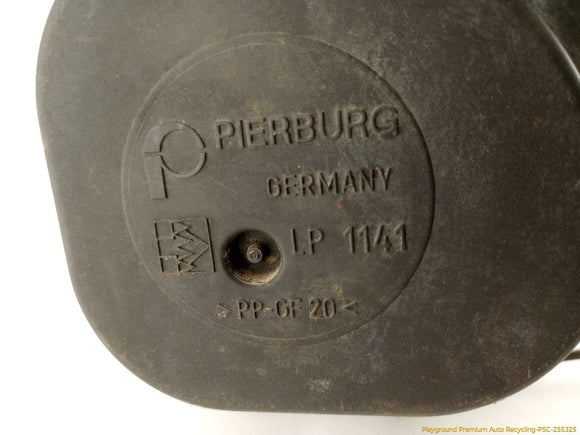 PIERBURG
GERMANY
LP 1141
>PP-GF 20<
Playground Premium Auto Recycling-PSC-255325